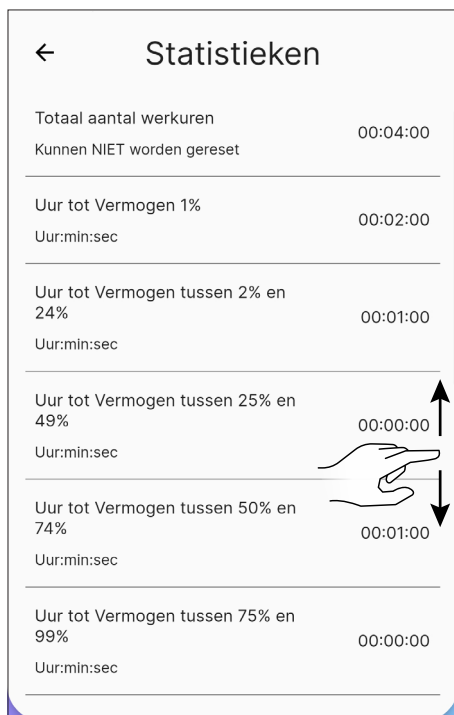 Statistieken
Totaal aantal werkuren
00:04:00
Kunnen NIET worden gereset
Uur tot Vermogen 1%
00:02:00
Uur:min:sec
Uur tot Vermogen tussen 2% en
24%
00:01:00
Uur:min:sec
Uur tot Vermogen tussen 25% en
49%
00:00:00
Uur:min:sec
Uur tot Vermogen tussen 50% en
74%
00:01:00
Uur:min:sec
Uur tot Vermogen tussen 75% en
99%
00:00:00
Uur:min:sec